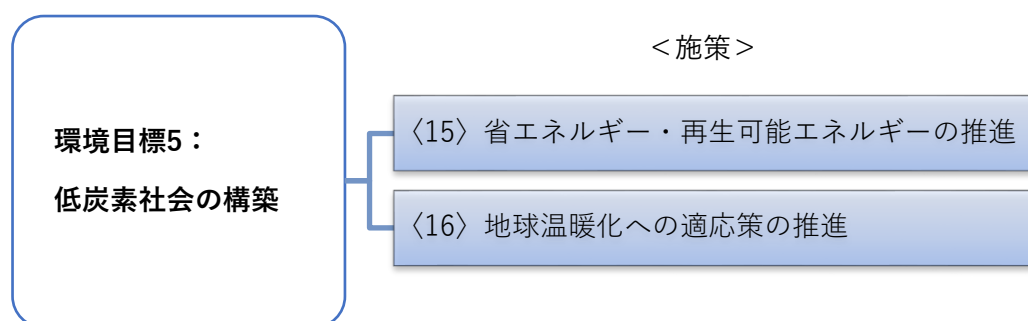 環境目標5：
低炭素社会の構築
＜施策＞
〈15〉省エネルギー・再生可能エネルギーの推進
〈16〉地球温暖化への適応策の推進